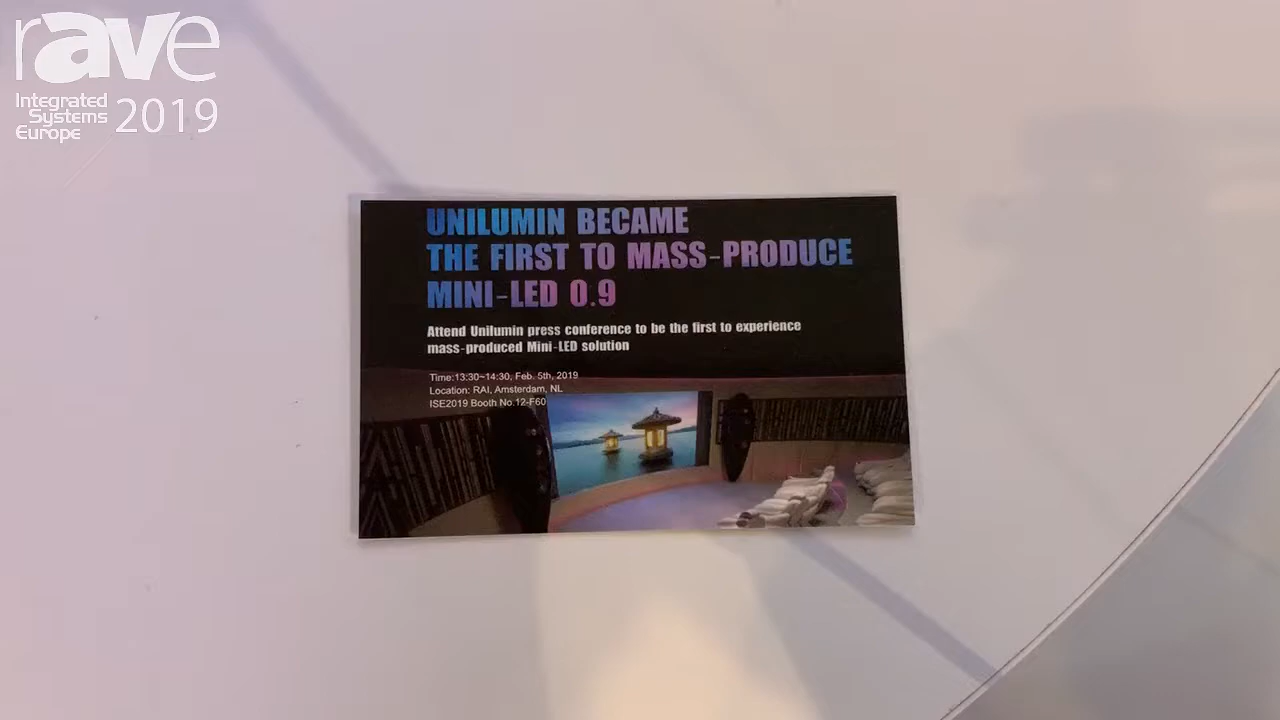 rAVe
Integrated
Systems
Europe 2019
UNILUMIN BECAME
THE FIRST TO MASS-PRODUCE
MINI-LED 0.9
Attend Unilumin press conference to be the first to experience
mass-produced Mini-LED solution
Time:13:30~14:30, Feb. 5th, 2019
Location: RAI, Amsterdam, NL
ISE2019 Booth No.12-F60